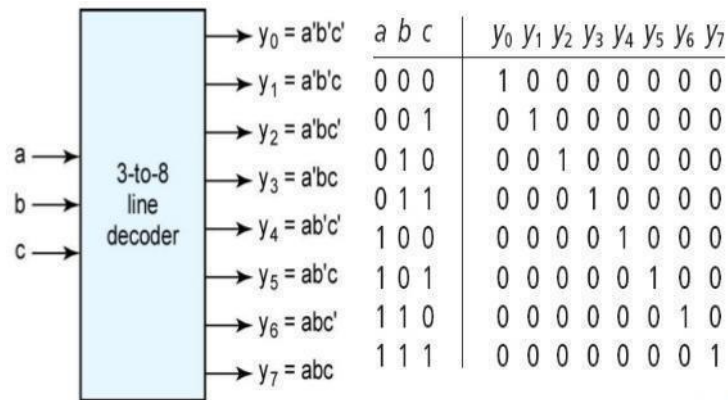 a
b
c
3-to-8
line
decoder
y0 = a'b'c'
y1 = a'b'c
y2 = a'bc'
y3 = a'bc
y4 = ab'c'
y5 = ab'c
y6 = abc'
y7 = abc
a b c y0 y1 y2 y3 y4 y5 y6 y7
0 0 0 1 0 0 0 0 0 0 0
0 0 1 0 1 0 0 0 0 0 0
0 1 0 0 0 1 0 0 0 0 0
0 1 1 0 0 0 1 0 0 0 0
1 0 0 0 0 0 0 1 0 0 0
1 0 1 0 0 0 0 0 1 0 0
1 1 0 0 0 0 0 0 0 1 0
1 1 1 0 0 0 0 0 0 0 1